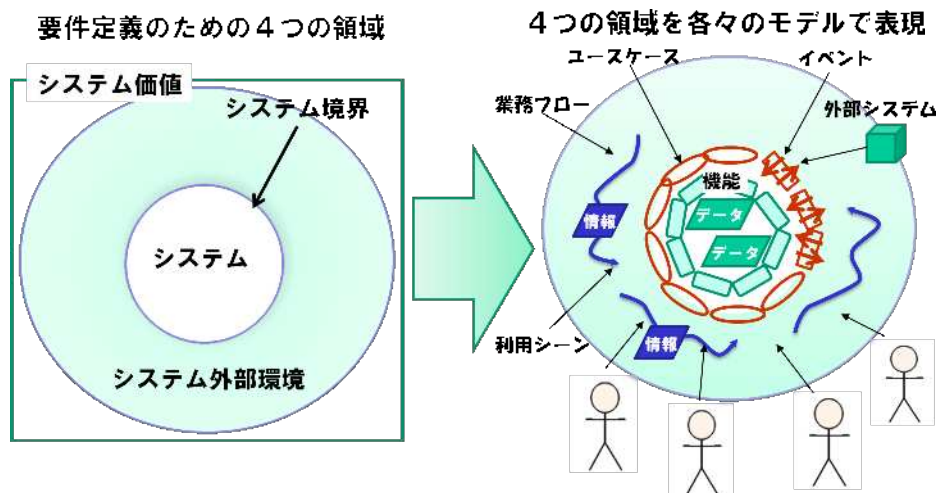 要件定義のための４つの領域
システム価値
システム境界
システム
システム外部環境
４つの領域を各々のモデルで表現
ユースケース
イベント
業務フロー
外部システム
機能
情報
データ
データ
利用シーン
情報